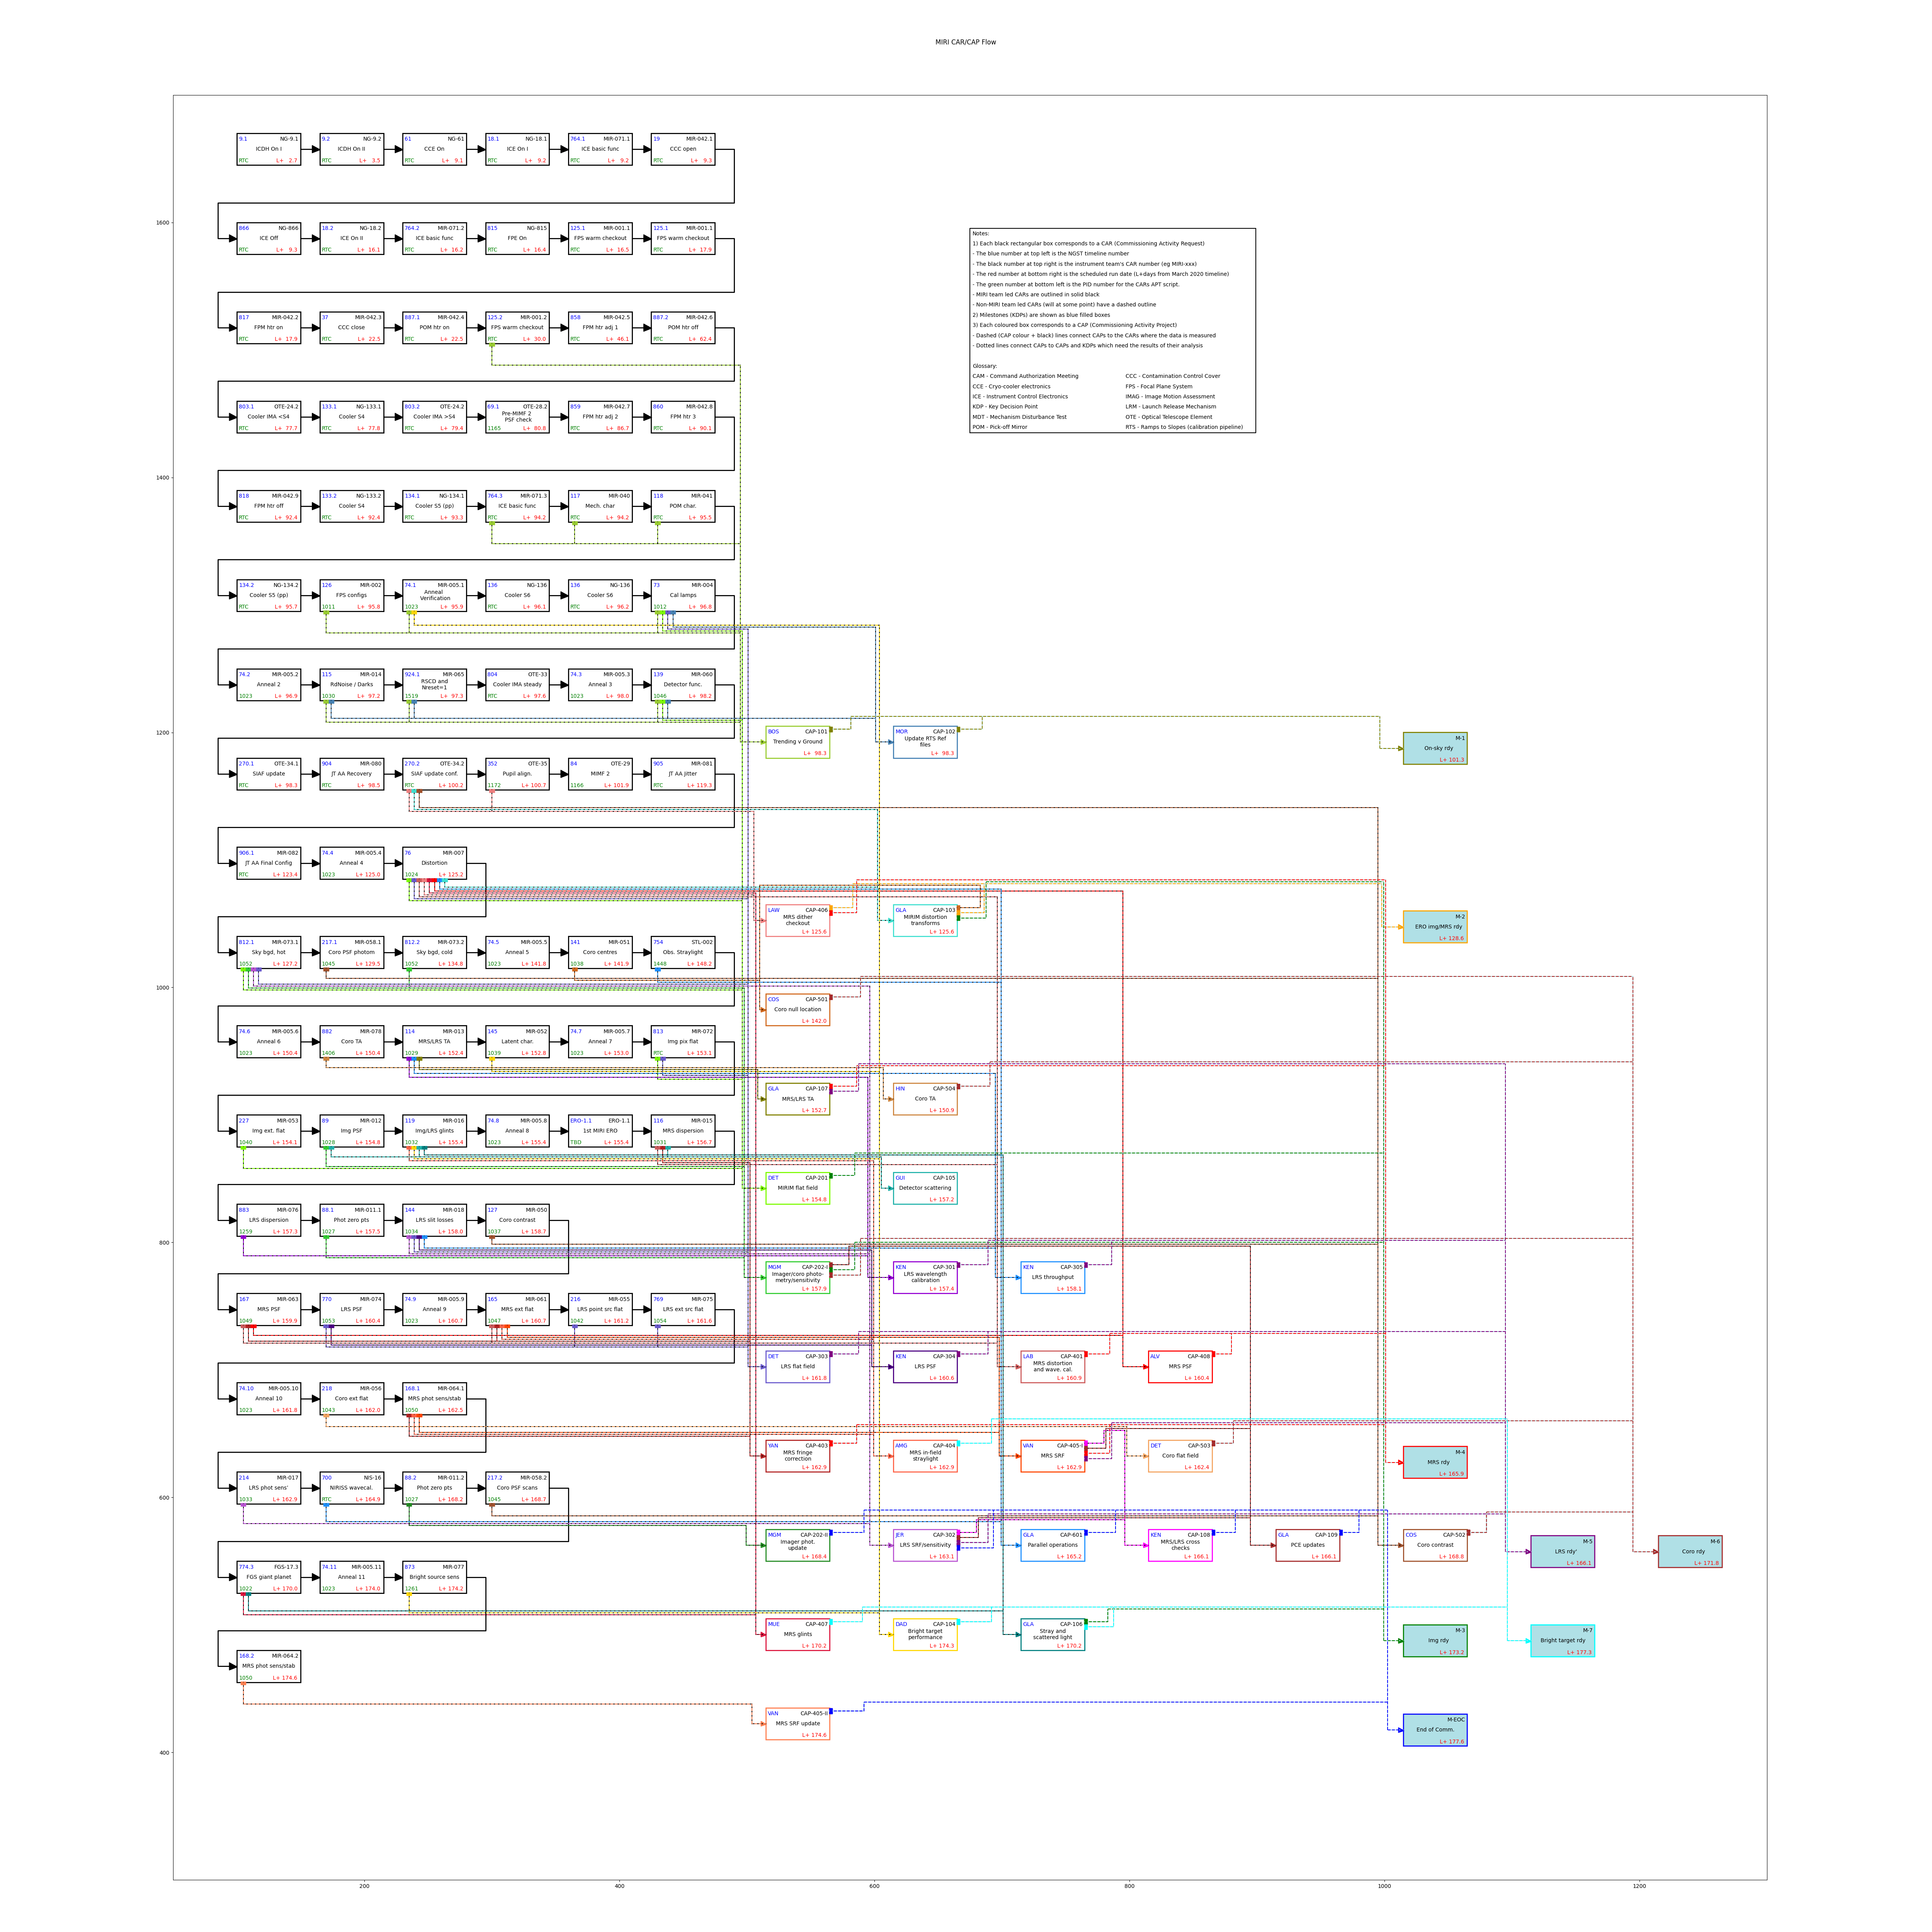 MIRI CAR/CAP Flow
9.1 NG-9.1
ICDH On I
RTC L+ 2.7
9.2 NG-9.2
ICDH On II
RTC L+ 3.5
61 NG-61
CCE On
RTC L+ 9.1
18.1 NG-18.1
ICE On I
RTC L+ 9.2
764.1 MIR-071.1
ICE basic func
RTC L+ 9.2
19 MIR-042.1
CCC open
RTC L+ 9.3
1600
866 NG-866
ICE Off
RTC L+ 9.3
18.2 NG-18.2
ICE On II
RTC L+ 16.1
764.2 MIR-071.2
ICE basic func
RTC L+ 16.2
815 NG-815
FPE On
RTC L+ 16.4
125.1 MIR-001.1
FPS warm checkout
RTC L+ 16.5
125.1 MIR-001.1
FPS warm checkout
RTC L+ 17.9
Notes:
1) Each black rectangular box corresponds to a CAR (Commissioning Activity Request)
- The blue number at top left is the NGST timeline number
- The black number at top right is the instrument team's CAR number (eg MIRI-xxx)
- The red number at bottom right is the scheduled run date (L+days from March 2020 timeline)
- The green number at bottom left is the PID number for the CARs APT script.
- MIRI team led CARs are outlined in solid black
- Non-MIRI team led CARs (will at some point) have a dashed outline
2) Milestones (KDPs) are shown as blue filled boxes
3) Each coloured box corresponds to a CAP (Commissioning Activity Project)
- Dashed (CAP colour + black) lines connect CAPs to the CARs where the data is measured
- Dotted lines connect CAPs to CAPs and KDPs which need the results of their analysis
Glossary:
CAM - Command Authorization Meeting CCC - Contamination Control Cover
CCE - Cryo-cooler electronics FPS - Focal Plane System
ICE - Instrument Control Electronics IMAG - Image Motion Assessment
KDP - Key Decision Point LRM - Launch Release Mechanism
MDT - Mechanism Disturbance Test OTE - Optical Telescope Element
POM - Pick-off Mirror RTS - Ramps to Slopes (calibration pipeline)
817 MIR-042.2
FPM htr on
RTC L+ 17.9
37 MIR-042.3
CCC close
RTC L+ 22.5
887.1 MIR-042.4
POM htr on
RTC L+ 22.5
125.2 MIR-001.2
FPS warm checkout
RTC L+ 30.0
858 MIR-042.5
FPM htr adj 1
RTC L+ 46.1
887.2 MIR-042.6
POM htr off
RTC L+ 62.4
803.1 OTE-24.2
Cooler IMA <S4
RTC L+ 77.7
133.1 NG-133.1
Cooler S4
RTC L+ 77.8
803.2 OTE-24.2
Cooler IMA >S4
RTC L+ 79.4
69.1 OTE-28.2
Pre-MIMF 2
PSF check
1165 L+ 80.8
859 MIR-042.7
FPM htr adj 2
RTC L+ 86.7
860 MIR-042.8
FPM htr 3
RTC L+ 90.1
1400
818 MIR-042.9
FPM htr off
RTC L+ 92.4
133.2 NG-133.2
Cooler S4
RTC L+ 92.4
134.1 NG-134.1
Cooler S5 (pp)
RTC L+ 93.3
764.3 MIR-071.3
ICE basic func
RTC L+ 94.2
117 MIR-040
Mech. char
RTC L+ 94.2
118 MIR-041
POM char.
RTC L+ 95.5
134.2 NG-134.2
Cooler S5 (pp)
RTC L+ 95.7
126 MIR-002
FPS configs
1011 L+ 95.8
74.1 MIR-005.1
Anneal
Verification
1023 L+ 95.9
136 NG-136
Cooler S6
RTC L+ 96.1
136 NG-136
Cooler S6
RTC L+ 96.2
73 MIR-004
Cal lamps
1012 L+ 96.8
74.2 MIR-005.2
Anneal 2
1023 L+ 96.9
115 MIR-014
RdNoise / Darks
1030 L+ 97.2
924.1 MIR-065
RSCD and
Nreset=1
1519 L+ 97.3
804 OTE-33
Cooler IMA steady
RTC L+ 97.6
74.3 MIR-005.3
Anneal 3
1023 L+ 98.0
139 MIR-060
Detector func.
1046 L+ 98.2
1200
BOS CAP-101
Trending v Ground
L+ 98.3
MOR CAP-102
Update RTS Ref
files
L+ 98.3
M-1
On-sky rdy
L+ 101.3
270.1 OTE-34.1
SIAF update
RTC L+ 98.3
904 MIR-080
JT AA Recovery
RTC L+ 98.5
270.2 OTE-34.2
SIAF update conf.
RTC L+ 100.2
352 OTE-35
Pupil align.
1172 L+ 100.7
84 OTE-29
MIMF 2
1166 L+ 101.9
905 MIR-081
JT AA Jitter
RTC L+ 119.3
906.1 MIR-082
JT AA Final Config
RTC L+ 123.4
74.4 MIR-005.4
Anneal 4
1023 L+ 125.0
76 MIR-007
Distortion
1024 L+ 125.2
LAW CAP-406
MRS dither
checkout
L+ 125.6
GLA CAP-103
MIRIM distortion
transforms
L+ 125.6
M-2
ERO img/MRS rdy
L+ 128.6
812.1 MIR-073.1
Sky bgd, hot
1052 L+ 127.2
217.1 MIR-058.1
Coro PSF photom
1045 L+ 129.5
812.2 MIR-073.2
Sky bgd, cold
1052 L+ 134.8
74.5 MIR-005.5
Anneal 5
1023 L+ 141.8
141 MIR-051
Coro centres
1038 L+ 141.9
754 STL-002
Obs. Straylight
1448 L+ 148.2
1000
COS CAP-501
Coro null location
L+ 142.0
74.6 MIR-005.6
Anneal 6
1023 L+ 150.4
882 MIR-078
Coro TA
1406 L+ 150.4
114 MIR-013
MRS/LRS TA
1029 L+ 152.4
145 MIR-052
Latent char.
1039 L+ 152.8
74.7 MIR-005.7
Anneal 7
1023 L+ 153.0
813 MIR-072
Img pix flat
RTC L+ 153.1
GLA CAP-107
MRS/LRS TA
L+ 152.7
HIN CAP-504
Coro TA
L+ 150.9
227 MIR-053
Img ext. flat
1040 L+ 154.1
89 MIR-012
Img PSF
1028 L+ 154.8
119 MIR-016
Img/LRS glints
1032 L+ 155.4
74.8 MIR-005.8
Anneal 8
1023 L+ 155.4
ERO-1.1 ERO-1.1
1st MIRI ERO
TBD L+ 155.4
116 MIR-015
MRS dispersion
1031 L+ 156.7
DET CAP-201
MIRIM flat field
L+ 154.8
GUI CAP-105
Detector scattering
L+ 157.2
883 MIR-076
LRS dispersion
1259 L+ 157.3
88.1 MIR-011.1
Phot zero pts
1027 L+ 157.5
144 MIR-018
LRS slit losses
1034 L+ 158.0
127 MIR-050
Coro contrast
1037 L+ 158.7
800
MGM CAP-202-I
Imager/coro photo-
metry/sensitivity
L+ 157.9
KEN CAP-301
LRS wavelength
calibration
L+ 157.4
KEN CAP-305
LRS throughput
L+ 158.1
167 MIR-063
MRS PSF
1049 L+ 159.9
770 MIR-074
LRS PSF
1053 L+ 160.4
74.9 MIR-005.9
Anneal 9
1023 L+ 160.7
165 MIR-061
MRS ext flat
1047 L+ 160.7
216 MIR-055
LRS point src flat
1042 L+ 161.2
769 MIR-075
LRS ext src flat
1054 L+ 161.6
DET CAP-303
LRS flat field
L+ 161.8
KEN CAP-304
LRS PSF
L+ 160.6
LAB CAP-401
MRS distortion
and wave. cal.
L+ 160.9
ALV CAP-408
MRS PSF
L+ 160.4
74.10 MIR-005.10
Anneal 10
1023 L+ 161.8
218 MIR-056
Coro ext flat
1043 L+ 162.0
168.1 MIR-064.1
MRS phot sens/stab
1050 L+ 162.5
YAN CAP-403
MRS fringe
correction
L+ 162.9
AMG CAP-404
MRS in-field
straylight
L+ 162.9
VAN CAP-405-I
MRS SRF
L+ 162.9
DET CAP-503
Coro flat field
L+ 162.4
M-4
MRS rdy
L+ 165.9
214 MIR-017
LRS phot sens'
1033 L+ 162.9
700 NIS-16
NIRISS wavecal.
RTC L+ 164.9
88.2 MIR-011.2
Phot zero pts
1027 L+ 168.2
217.2 MIR-058.2
Coro PSF scans
1045 L+ 168.7
600
MGM CAP-202-II
Imager phot.
update
L+ 168.4
JER CAP-302
LRS SRF/sensitivity
L+ 163.1
GLA CAP-601
Parallel operations
L+ 165.2
KEN CAP-108
MRS/LRS cross
checks
L+ 166.1
GLA CAP-109
PCE updates
L+ 166.1
COS CAP-502
Coro contrast
L+ 168.8
M-5
LRS rdy'
L+ 166.1
M-6
Coro rdy
L+ 171.8
774.3 FGS-17.3
FGS giant planet
1022 L+ 170.0
74.11 MIR-005.11
Anneal 11
1023 L+ 174.0
873 MIR-077
Bright source sens
1261 L+ 174.2
MUE CAP-407
MRS glints
L+ 170.2
DAD CAP-104
Bright target
performance
L+ 174.3
GLA CAP-106
Stray and
scattered light
L+ 170.2
M-3
Img rdy
L+ 173.2
M-7
Bright target rdy
L+ 177.3
168.2 MIR-064.2
MRS phot sens/stab
1050 L+ 174.6
VAN CAP-405-II
MRS SRF update
L+ 174.6
M-EOC
End of Comm.
L+ 177.6
400
200 400 600 800 1000 1200